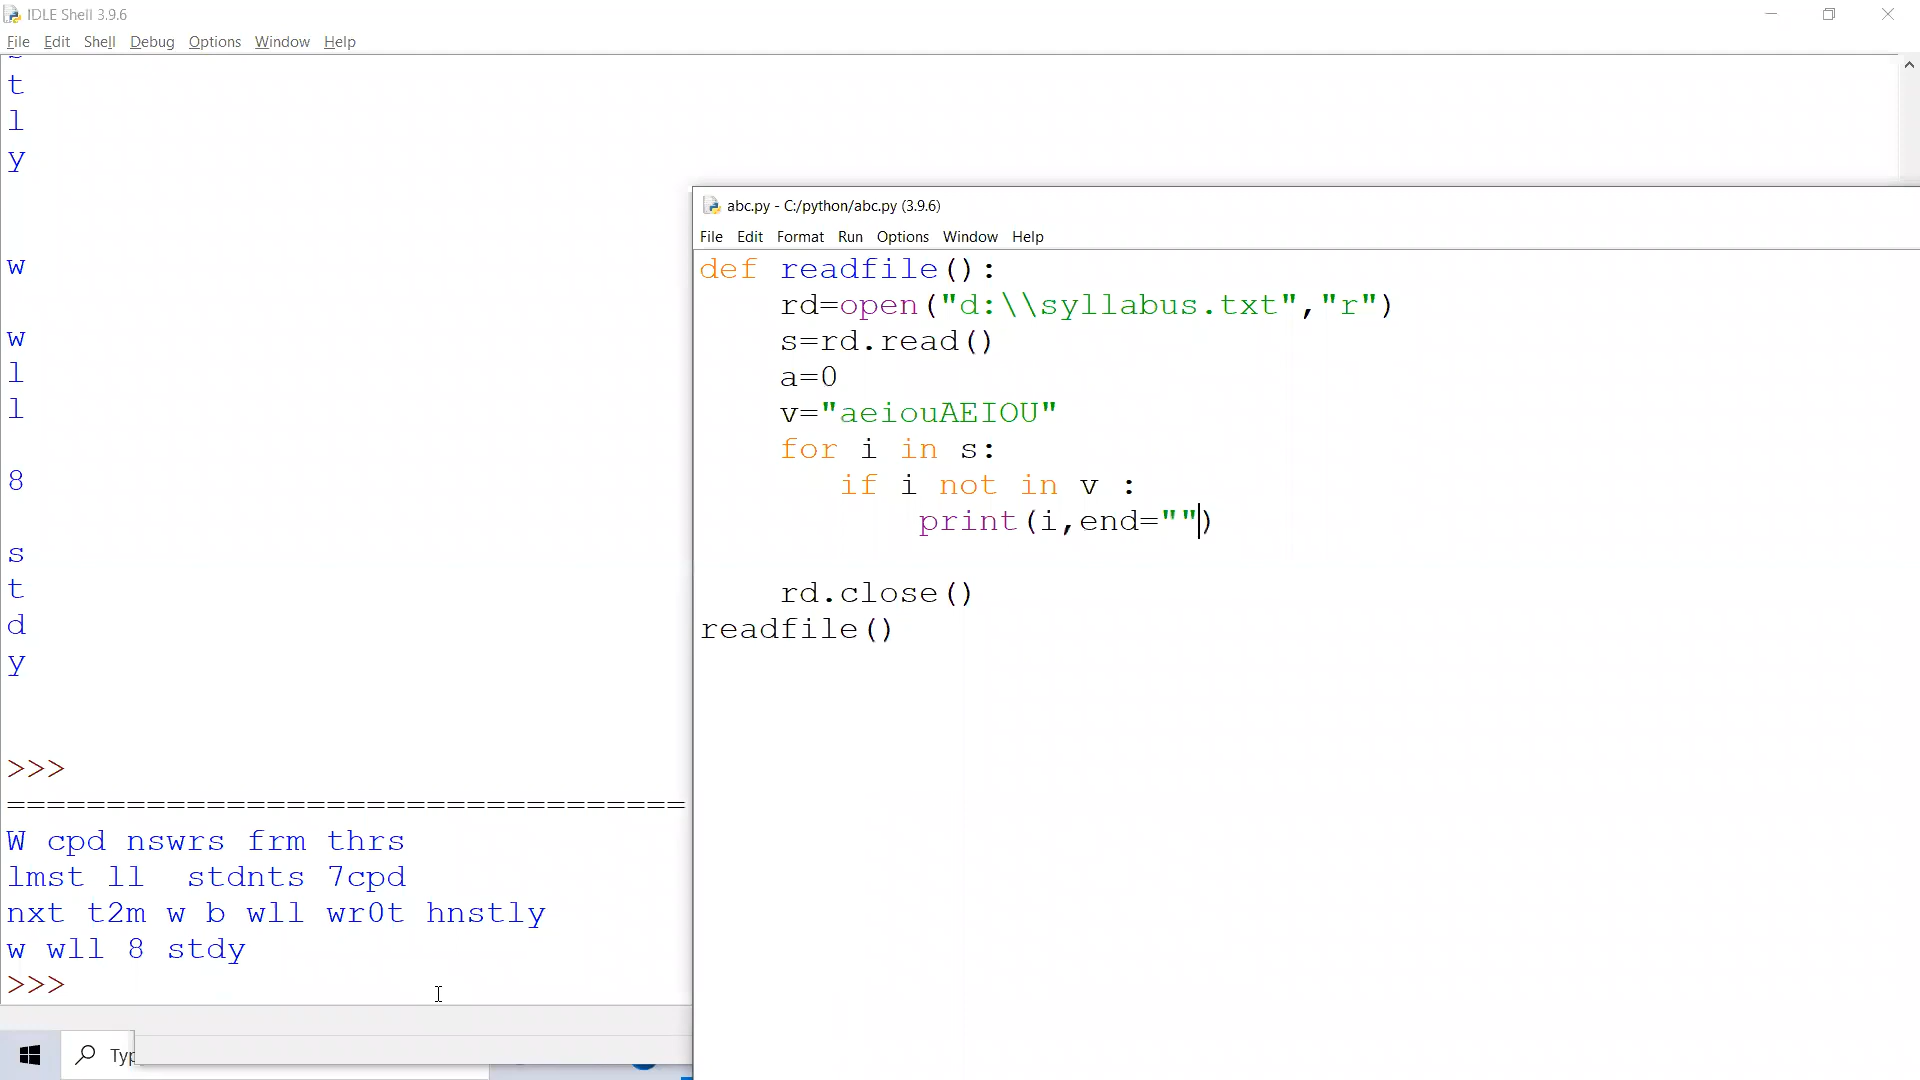 IDLE Shell 3.9.6
File Edit Shell Debug Options Window Help
t
l
y
w
w
l
l
8
s
t
d
y
>>>
==================================
W cpd nswrs frm thrs
lmst ll  stdnts 7cpd
nxt t2m w b wll wr0t hnstly
w wll 8 stdy
>>>
abc.py - C:/python/abc.py (3.9.6)
File Edit Format Run Options Window Help
def readfile():
    rd=open("d:\\syllabus.txt","r")
    s=rd.read()
    a=0
    v="aeiouAEIOU"
    for i in s:
       if i not in v :
           print(i,end="")
    rd.close()
readfile()